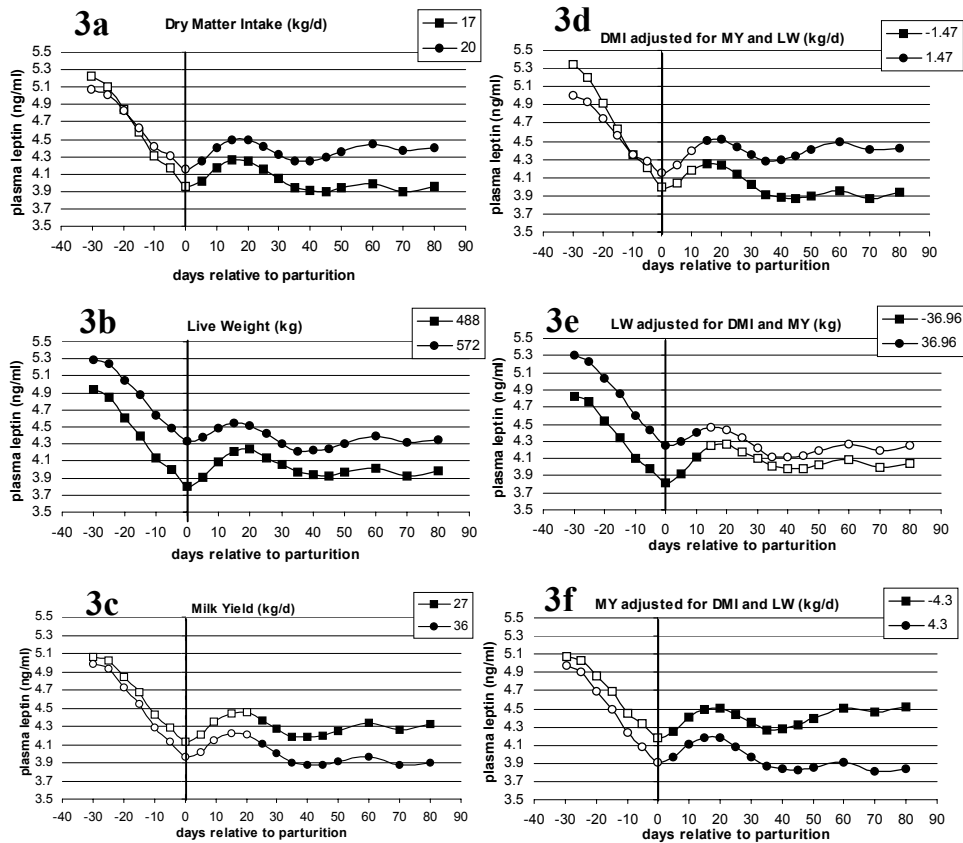 3a
Dry Matter Intake (kg/d)
17
20
plasma leptin (ng/ml)
5.5
5.3
5.1
4.9
4.7
4.5
4.3
4.1
3.9
3.7
3.5
-40 -30 -20 -10 0 10 20 30 40 50 60 70 80 90
days relative to parturition
3d
DMI adjusted for MY and LW (kg/d)
-1.47
1.47
plasma leptin (ng/ml)
5.5
5.3
5.1
4.9
4.7
4.5
4.3
4.1
3.9
3.7
3.5
-40 -30 -20 -10 0 10 20 30 40 50 60 70 80 90
days relative to parturition
3b
Live Weight (kg)
488
572
plasma leptin (ng/ml)
5.5
5.3
5.1
4.9
4.7
4.5
4.3
4.1
3.9
3.7
3.5
-40 -30 -20 -10 0 10 20 30 40 50 60 70 80 90
days relative to parturition
3e
LW adjusted for DMI and MY (kg)
-36.96
36.96
plasma leptin (ng/ml)
5.5
5.3
5.1
4.9
4.7
4.5
4.3
4.1
3.9
3.7
3.5
-40 -30 -20 -10 0 10 20 30 40 50 60 70 80 90
days relative to parturition
3c
Milk Yield (kg/d)
27
36
plasma leptin (ng/ml)
5.5
5.3
5.1
4.9
4.7
4.5
4.3
4.1
3.9
3.7
3.5
-40 -30 -20 -10 0 10 20 30 40 50 60 70 80 90
days relative to parturition
3f
MY adjusted for DMI and LW (kg/d)
-4.3
4.3
plasma leptin (ng/ml)
5.5
5.3
5.1
4.9
4.7
4.5
4.3
4.1
3.9
3.7
3.5
-40 -30 -20 -10 0 10 20 30 40 50 60 70 80 90
days relative to parturition